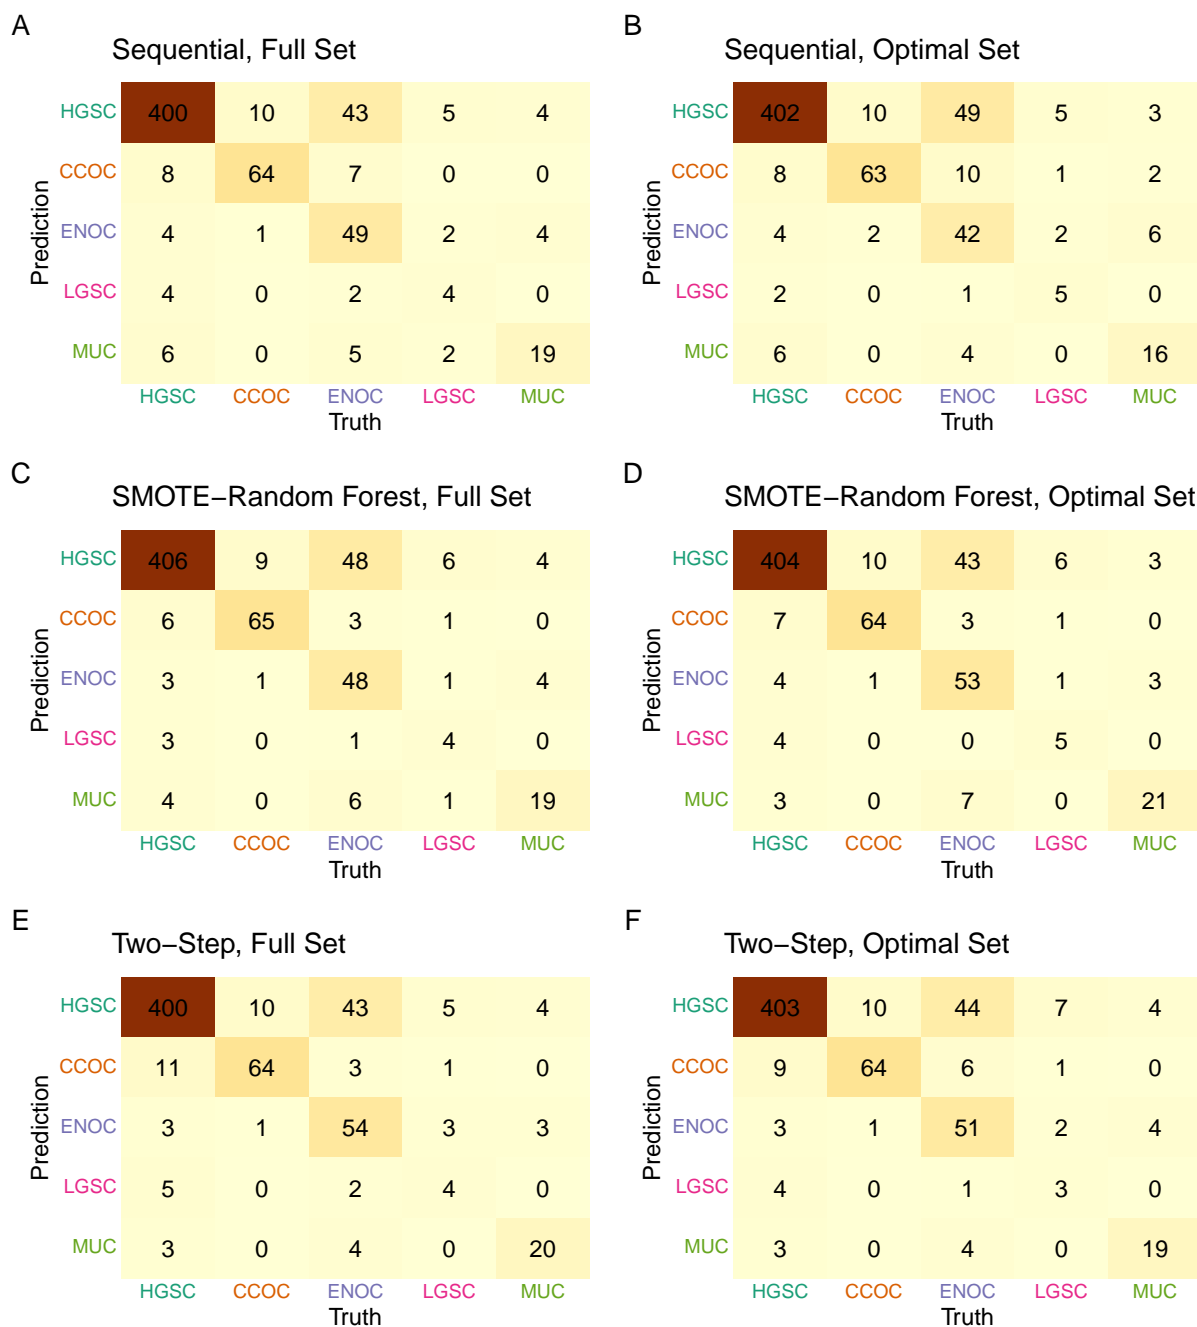 A
Sequential, Full Set
Prediction
HGSC 400 10 43 5 4
CCOC 8 64 7 0 0
ENOC 4 1 49 2 4
LGSC 4 0 2 4 0
MUC 6 0 5 2 19
HGSC CCOC ENOC LGSC MUC
Truth
B
Sequential, Optimal Set
Prediction
HGSC 402 10 49 5 3
CCOC 8 63 10 1 2
ENOC 4 2 42 2 6
LGSC 2 0 1 5 0
MUC 6 0 4 0 16
HGSC CCOC ENOC LGSC MUC
Truth
C
SMOTE−Random Forest, Full Set
Prediction
HGSC 406 9 48 6 4
CCOC 6 65 3 1 0
ENOC 3 1 48 1 4
LGSC 3 0 1 4 0
MUC 4 0 6 1 19
HGSC CCOC ENOC LGSC MUC
Truth
D
SMOTE−Random Forest, Optimal Set
Prediction
HGSC 404 10 43 6 3
CCOC 7 64 3 1 0
ENOC 4 1 53 1 3
LGSC 4 0 0 5 0
MUC 3 0 7 0 21
HGSC CCOC ENOC LGSC MUC
Truth
E
Two−Step, Full Set
Prediction
HGSC 400 10 43 5 4
CCOC 11 64 3 1 0
ENOC 3 1 54 3 3
LGSC 5 0 2 4 0
MUC 3 0 4 0 20
HGSC CCOC ENOC LGSC MUC
Truth
F
Two−Step, Optimal Set
Prediction
HGSC 403 10 44 7 4
CCOC 9 64 6 1 0
ENOC 3 1 51 2 4
LGSC 4 0 1 3 0
MUC 3 0 4 0 19
HGSC CCOC ENOC LGSC MUC
Truth